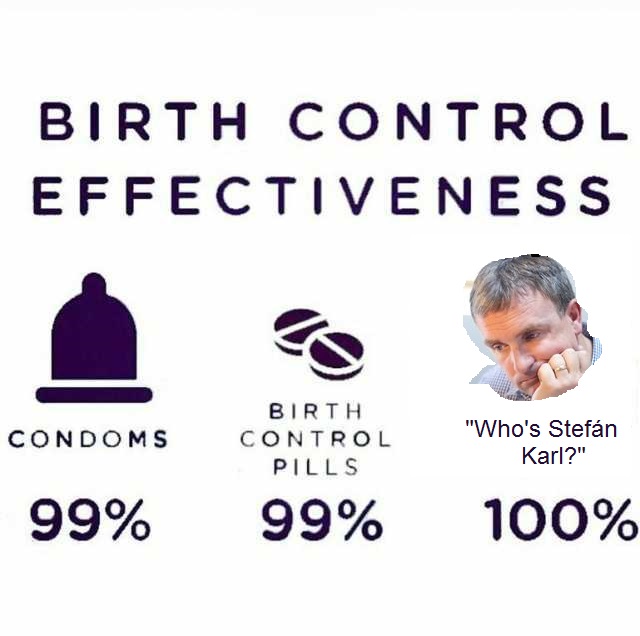 BIRTH CONTROL
EFFECTIVENESS
CONDOMS
99%
BIRTH
CONTROL
PILLS
99%
"Who's Stefán
Karl?"
100%